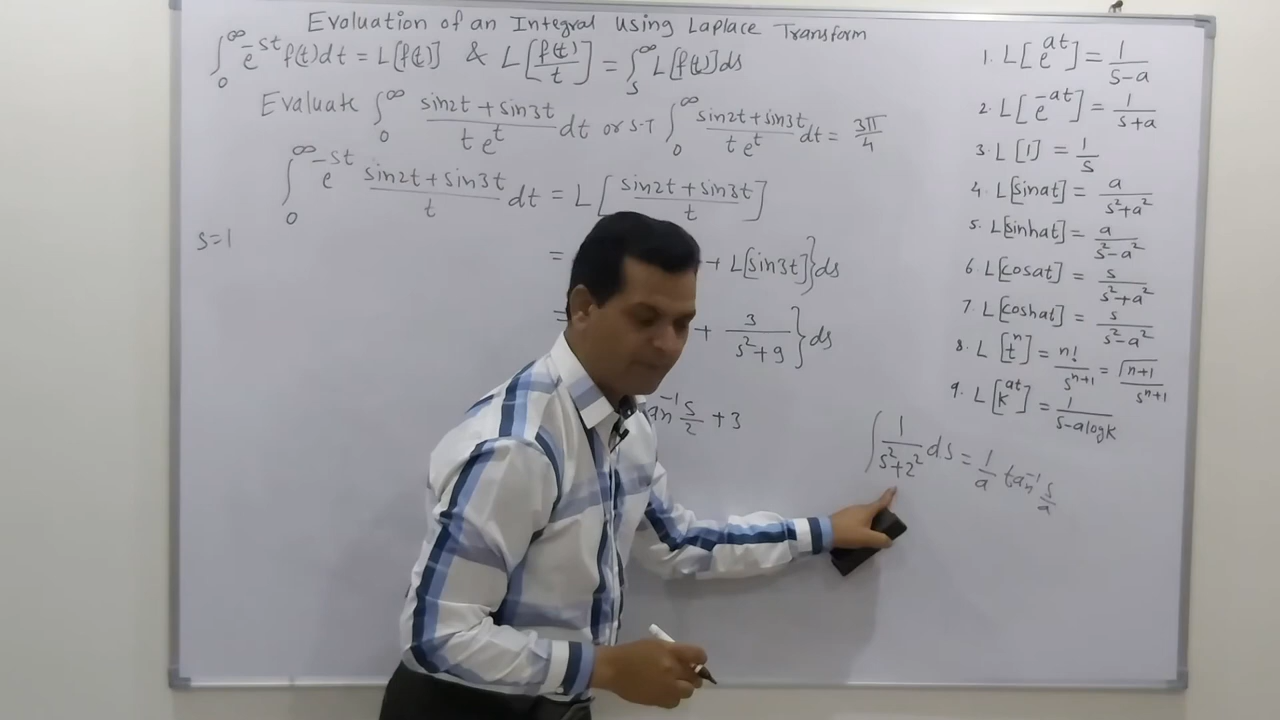 Evaluation of an Integral Using Laplace Transform
∫₀^∞ e^{-st} f(t) dt = L[f(t)] & L[f(t)/t] = ∫ₛ^∞ L[f(t)] ds
Evaluate ∫₀^∞ (sin2t + sin3t)/(t e^t) dt or S.T ∫₀^∞ (sin2t + sin3t)/(t e^t) dt = 3π/4
∫₀^∞ e^{-st} (sin2t + sin3t)/t dt = L[(sin2t + sin3t)/t]
s=1
= + L[sin3t]} ds
= + 3/(s²+9)} ds
tan⁻¹ s/2 + 3
1. L[e^{at}] = 1/(s-a)
2. L[e^{-at}] = 1/(s+a)
3. L[1] = 1/s
4. L[sinat] = a/(s²+a²)
5. L[sinhat] = a/(s²-a²)
6. L[cosat] = s/(s²+a²)
7. L[coshat] = s/(s²-a²)
8. L[t^n] = n!/s^{n+1} = Γ(n+1)/s^{n+1}
9. L[k^{at}] = 1/(s-alogk)
∫ 1/(s²+2²) ds = 1/a tan⁻¹ s/a